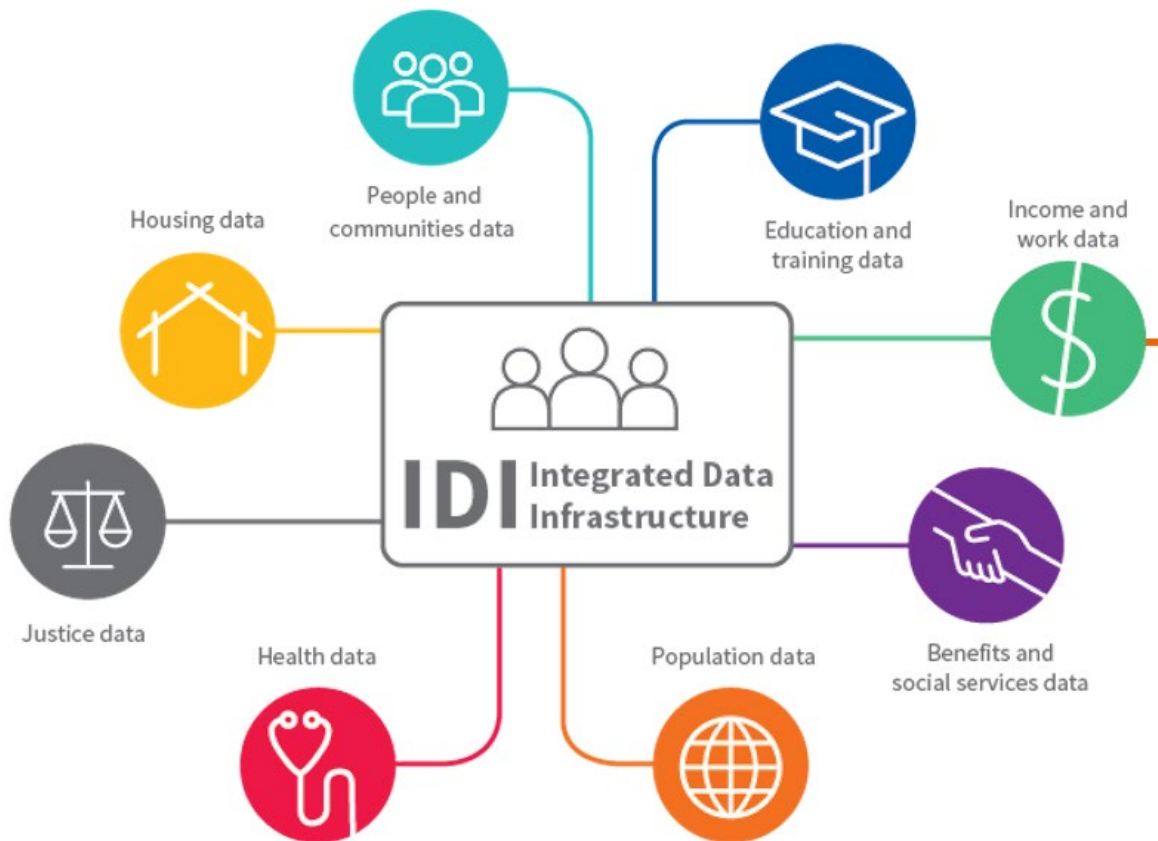 People and
communities data
Education and
training data
Housing data
Income and
work data
IDI Integrated Data
Infrastructure
Justice data
Health data
Population data
Benefits and
social services data